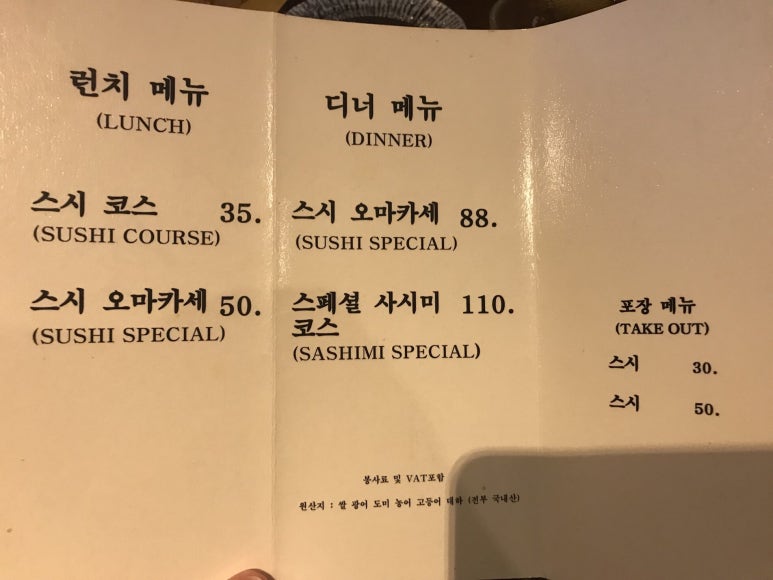 런치 메뉴
(LUNCH)
스시 코스 35.
(SUSHI COURSE)
스시 오마카세 50.
(SUSHI SPECIAL)
디너 메뉴
(DINNER)
스시 오마카세 88.
(SUSHI SPECIAL)
스페셜 사시미 110.
코스
(SASHIMI SPECIAL)
포장 메뉴
(TAKE OUT)
스시 30.
스시 50.
봉사료 및 VAT포함
원산지 : 쌀 광어 도미 농어 고등어 대하 (전부 국내산)